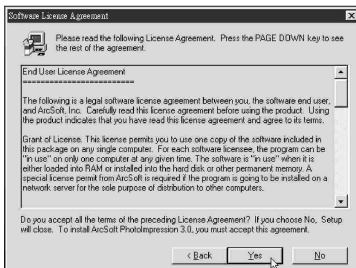 Software License Agreement
Please read the following License Agreement. Press the PAGE DOWN key to see
the rest of the agreement.
End User License Agreement
==========================
The following is a legal software license agreement between you, the software end user,
and ArcSoft, Inc. Carefully read this license agreement before using the product. Using
the product indicates that you have read this license agreement and agree to its terms.
Grant of License. This license permits you to use one copy of the software included in
this package on any single computer. For each software licensee, the program can be
"in use" on only one computer at any given time. The software is "in use" when it is
either loaded into RAM or installed into the hard disk or other permanent memory. A
special license permit from ArcSoft is required if the program is going to be installed on a
network server for the sole purpose of distribution to other computers.
Do you accept all the terms of the preceding License Agreement? If you choose No, Setup
will close. To install ArcSoft PhotoImpression 3.0, you must accept this agreement.
< Back Yes No